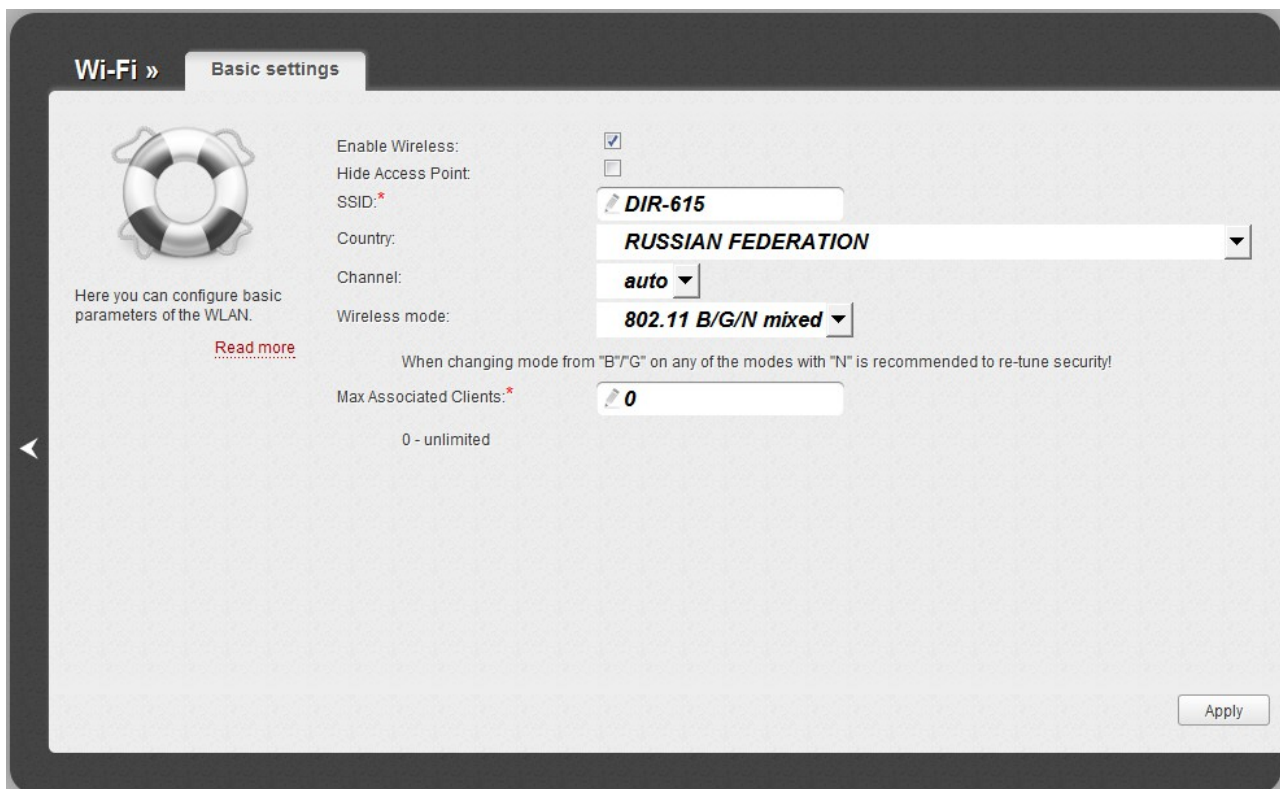 Wi-Fi » Basic settings
Enable Wireless:
Hide Access Point:
SSID:* DIR-615
Country: RUSSIAN FEDERATION
Channel: auto
Here you can configure basic
parameters of the WLAN.
Read more
Wireless mode: 802.11 B/G/N mixed
When changing mode from "B"/"G" on any of the modes with "N" is recommended to re-tune security!
Max Associated Clients:* 0
0 - unlimited
Apply